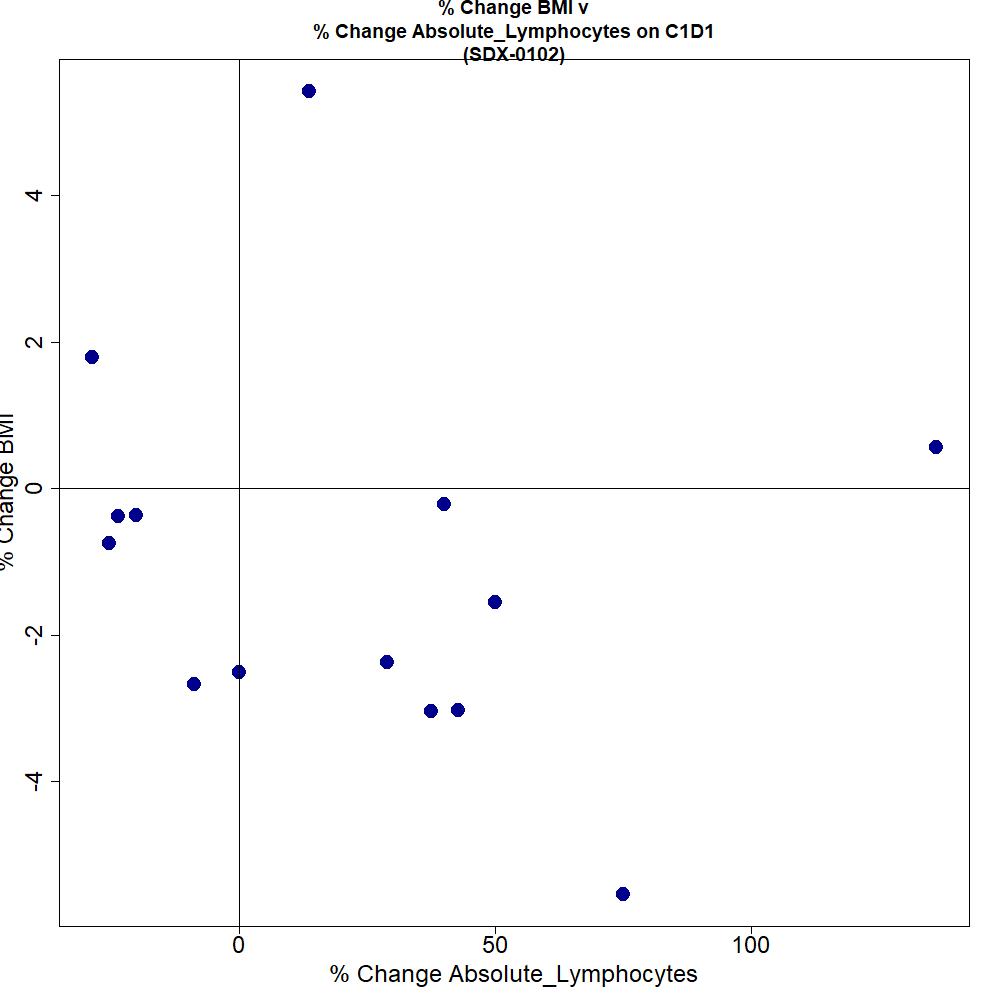 % Change BMI v
% Change Absolute_Lymphocytes on C1D1
(SDX-0102)
% Change BMI
4
2
0
-2
-4
0 50 100
% Change Absolute_Lymphocytes